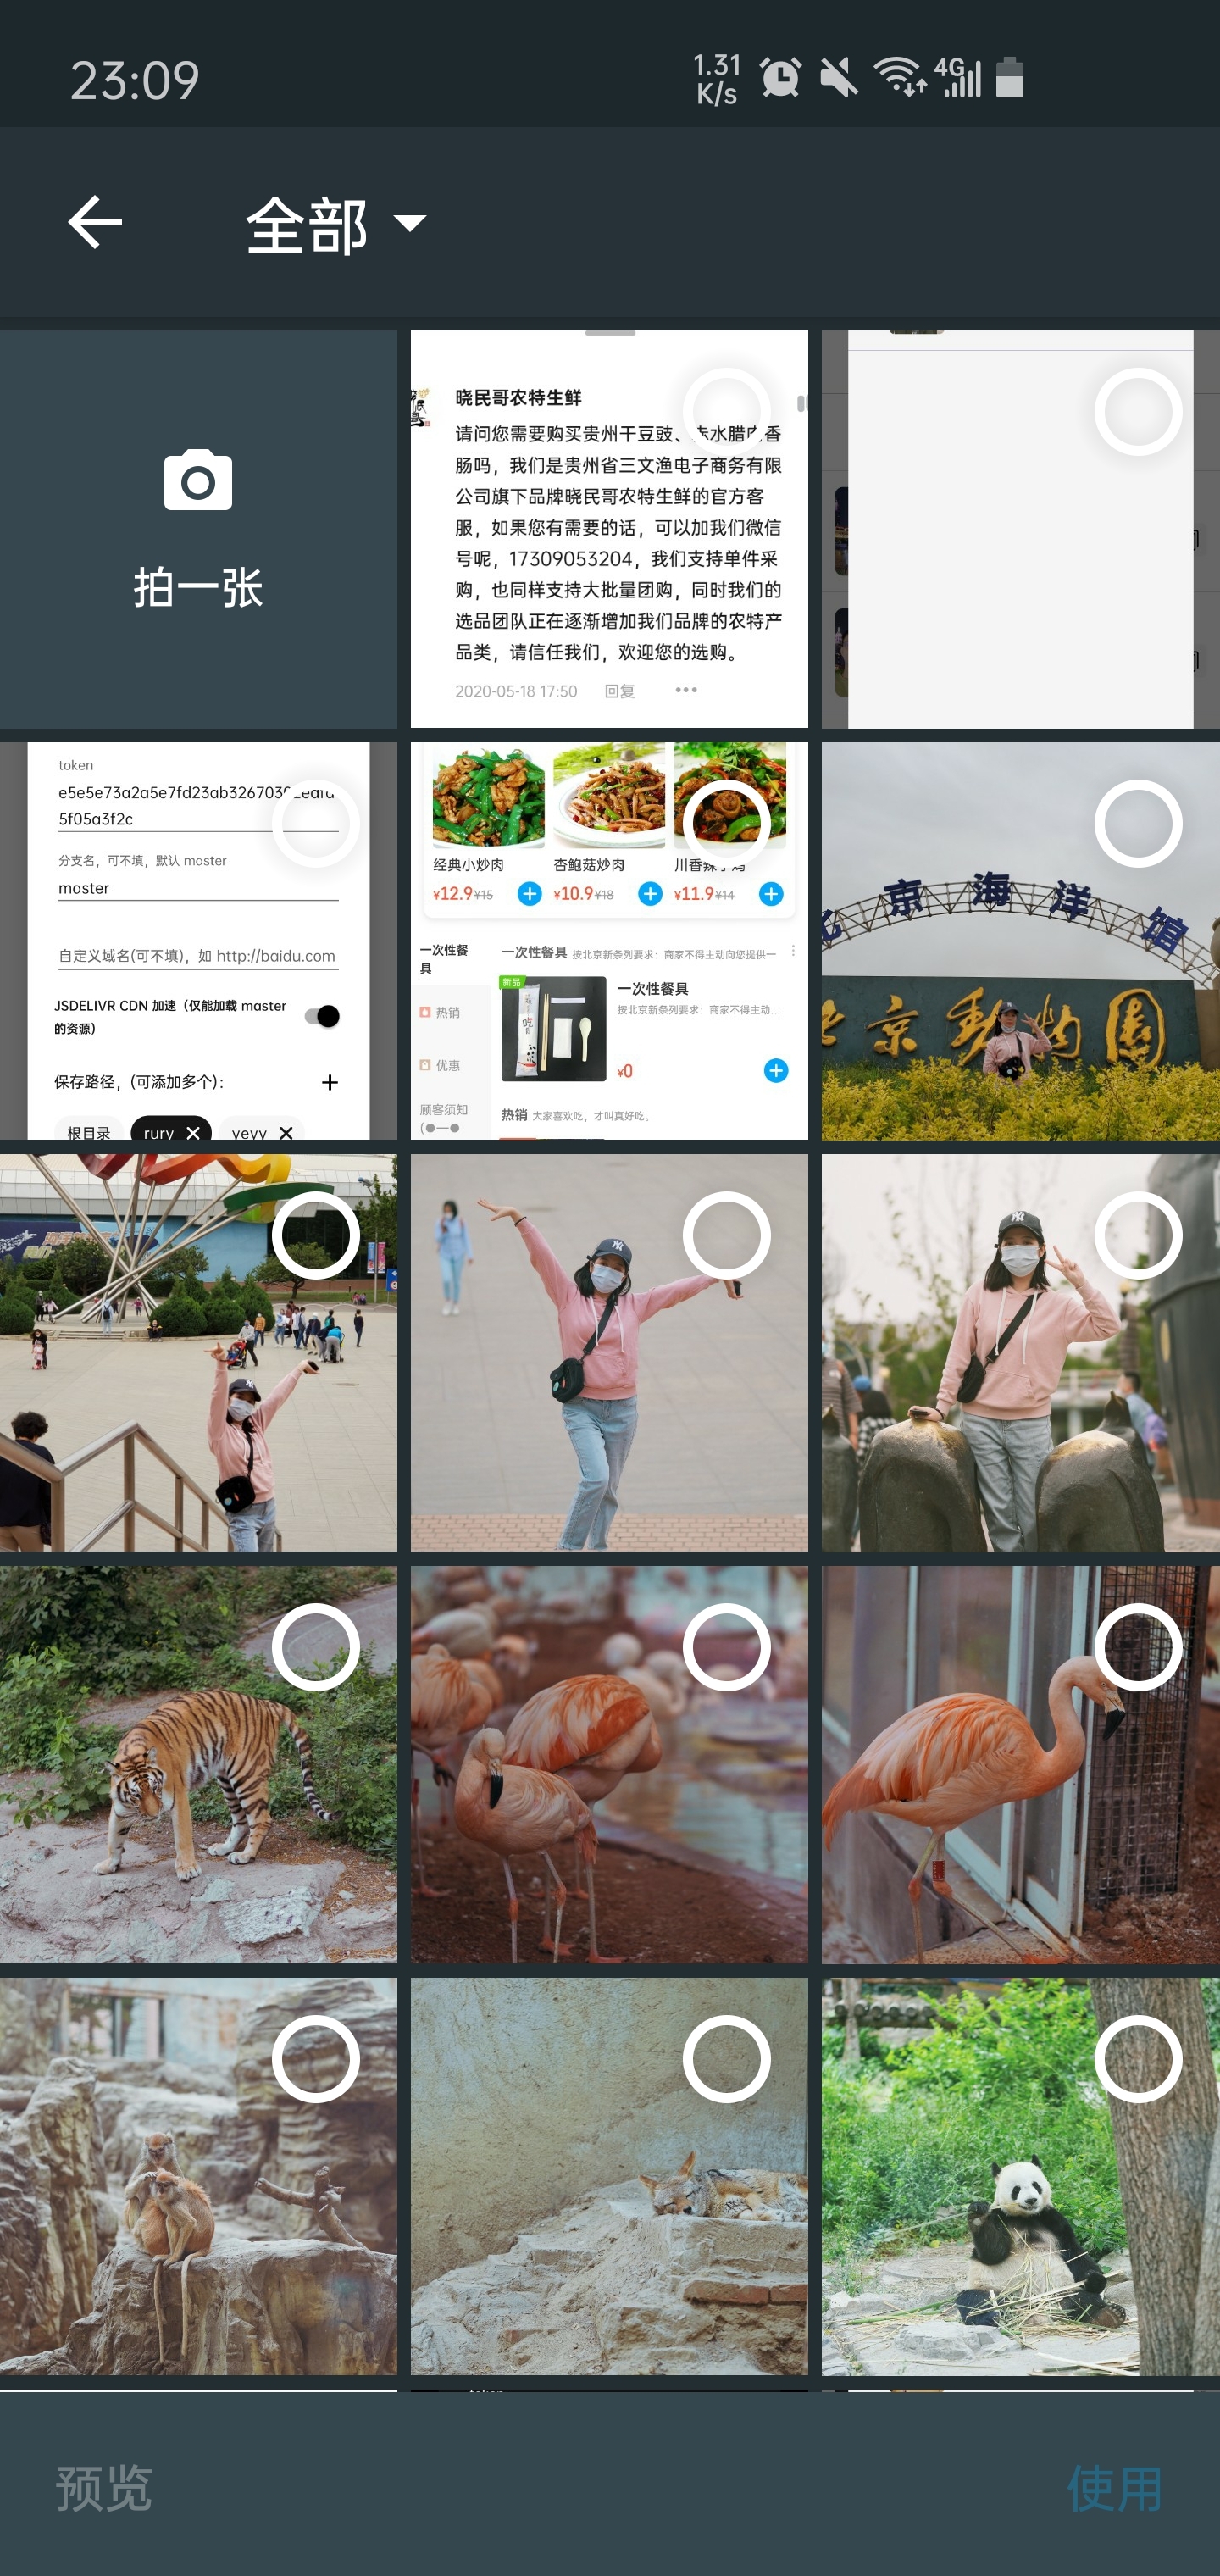 23:09
1.31
K/s
4G
全部
拍一张
晓民哥农特生鲜
请问您需要购买贵州干豆豉、赤水腊肉香
肠吗，我们是贵州省三文渔电子商务有限
公司旗下品牌晓民哥农特生鲜的官方客
服，如果您有需要的话，可以加我们微信
号呢，17309053204，我们支持单件采
购，也同样支持大批量团购，同时我们的
选品团队正在逐渐增加我们品牌的农特产
品类，请信任我们，欢迎您的选购。
2020-05-18 17:50 回复
token
5f05a3f2c
分支名，可不填，默认 master
master
自定义域名(可不填)，如 http://baidu.com
JSDELIVR CDN 加速（仅能加载 master
的资源）
保存路径，(可添加多个)：
根目录 rury yeyy
经典小炒肉 杏鲍菇炒肉 川香辣子鸡
¥12.9 ¥15 ¥10.9 ¥18 ¥11.9 ¥14
一次性餐
具
热销
优惠
顾客须知
(●—●
一次性餐具 按北京新条列要求：商家不得主动向您提供一
新品
一次性餐具
按北京新条列要求：商家不得主动...
¥0
热销 大家喜欢吃，才叫真好吃。
北京海洋馆
北京动物园
预览
使用